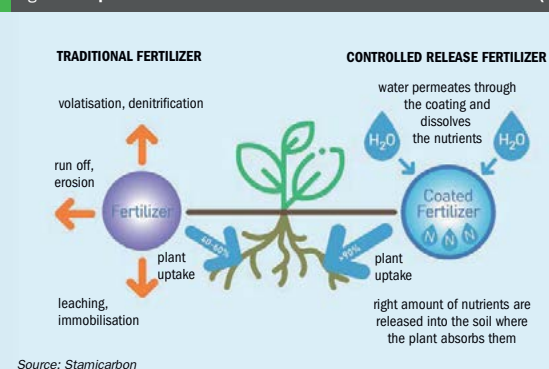 TRADITIONAL FERTILIZER
volatisation, denitrification
run off,
erosion
Fertilizer
40-60%
plant
uptake
leaching,
immobilisation
CONTROLLED RELEASE FERTILIZER
water permeates through
the coating and
dissolves
the nutrients
H₂O
H₂O
Coated
Fertilizer
N N N
>90%
plant
uptake
right amount of nutrients are
released into the soil where
the plant absorbs them
Source: Stamicarbon